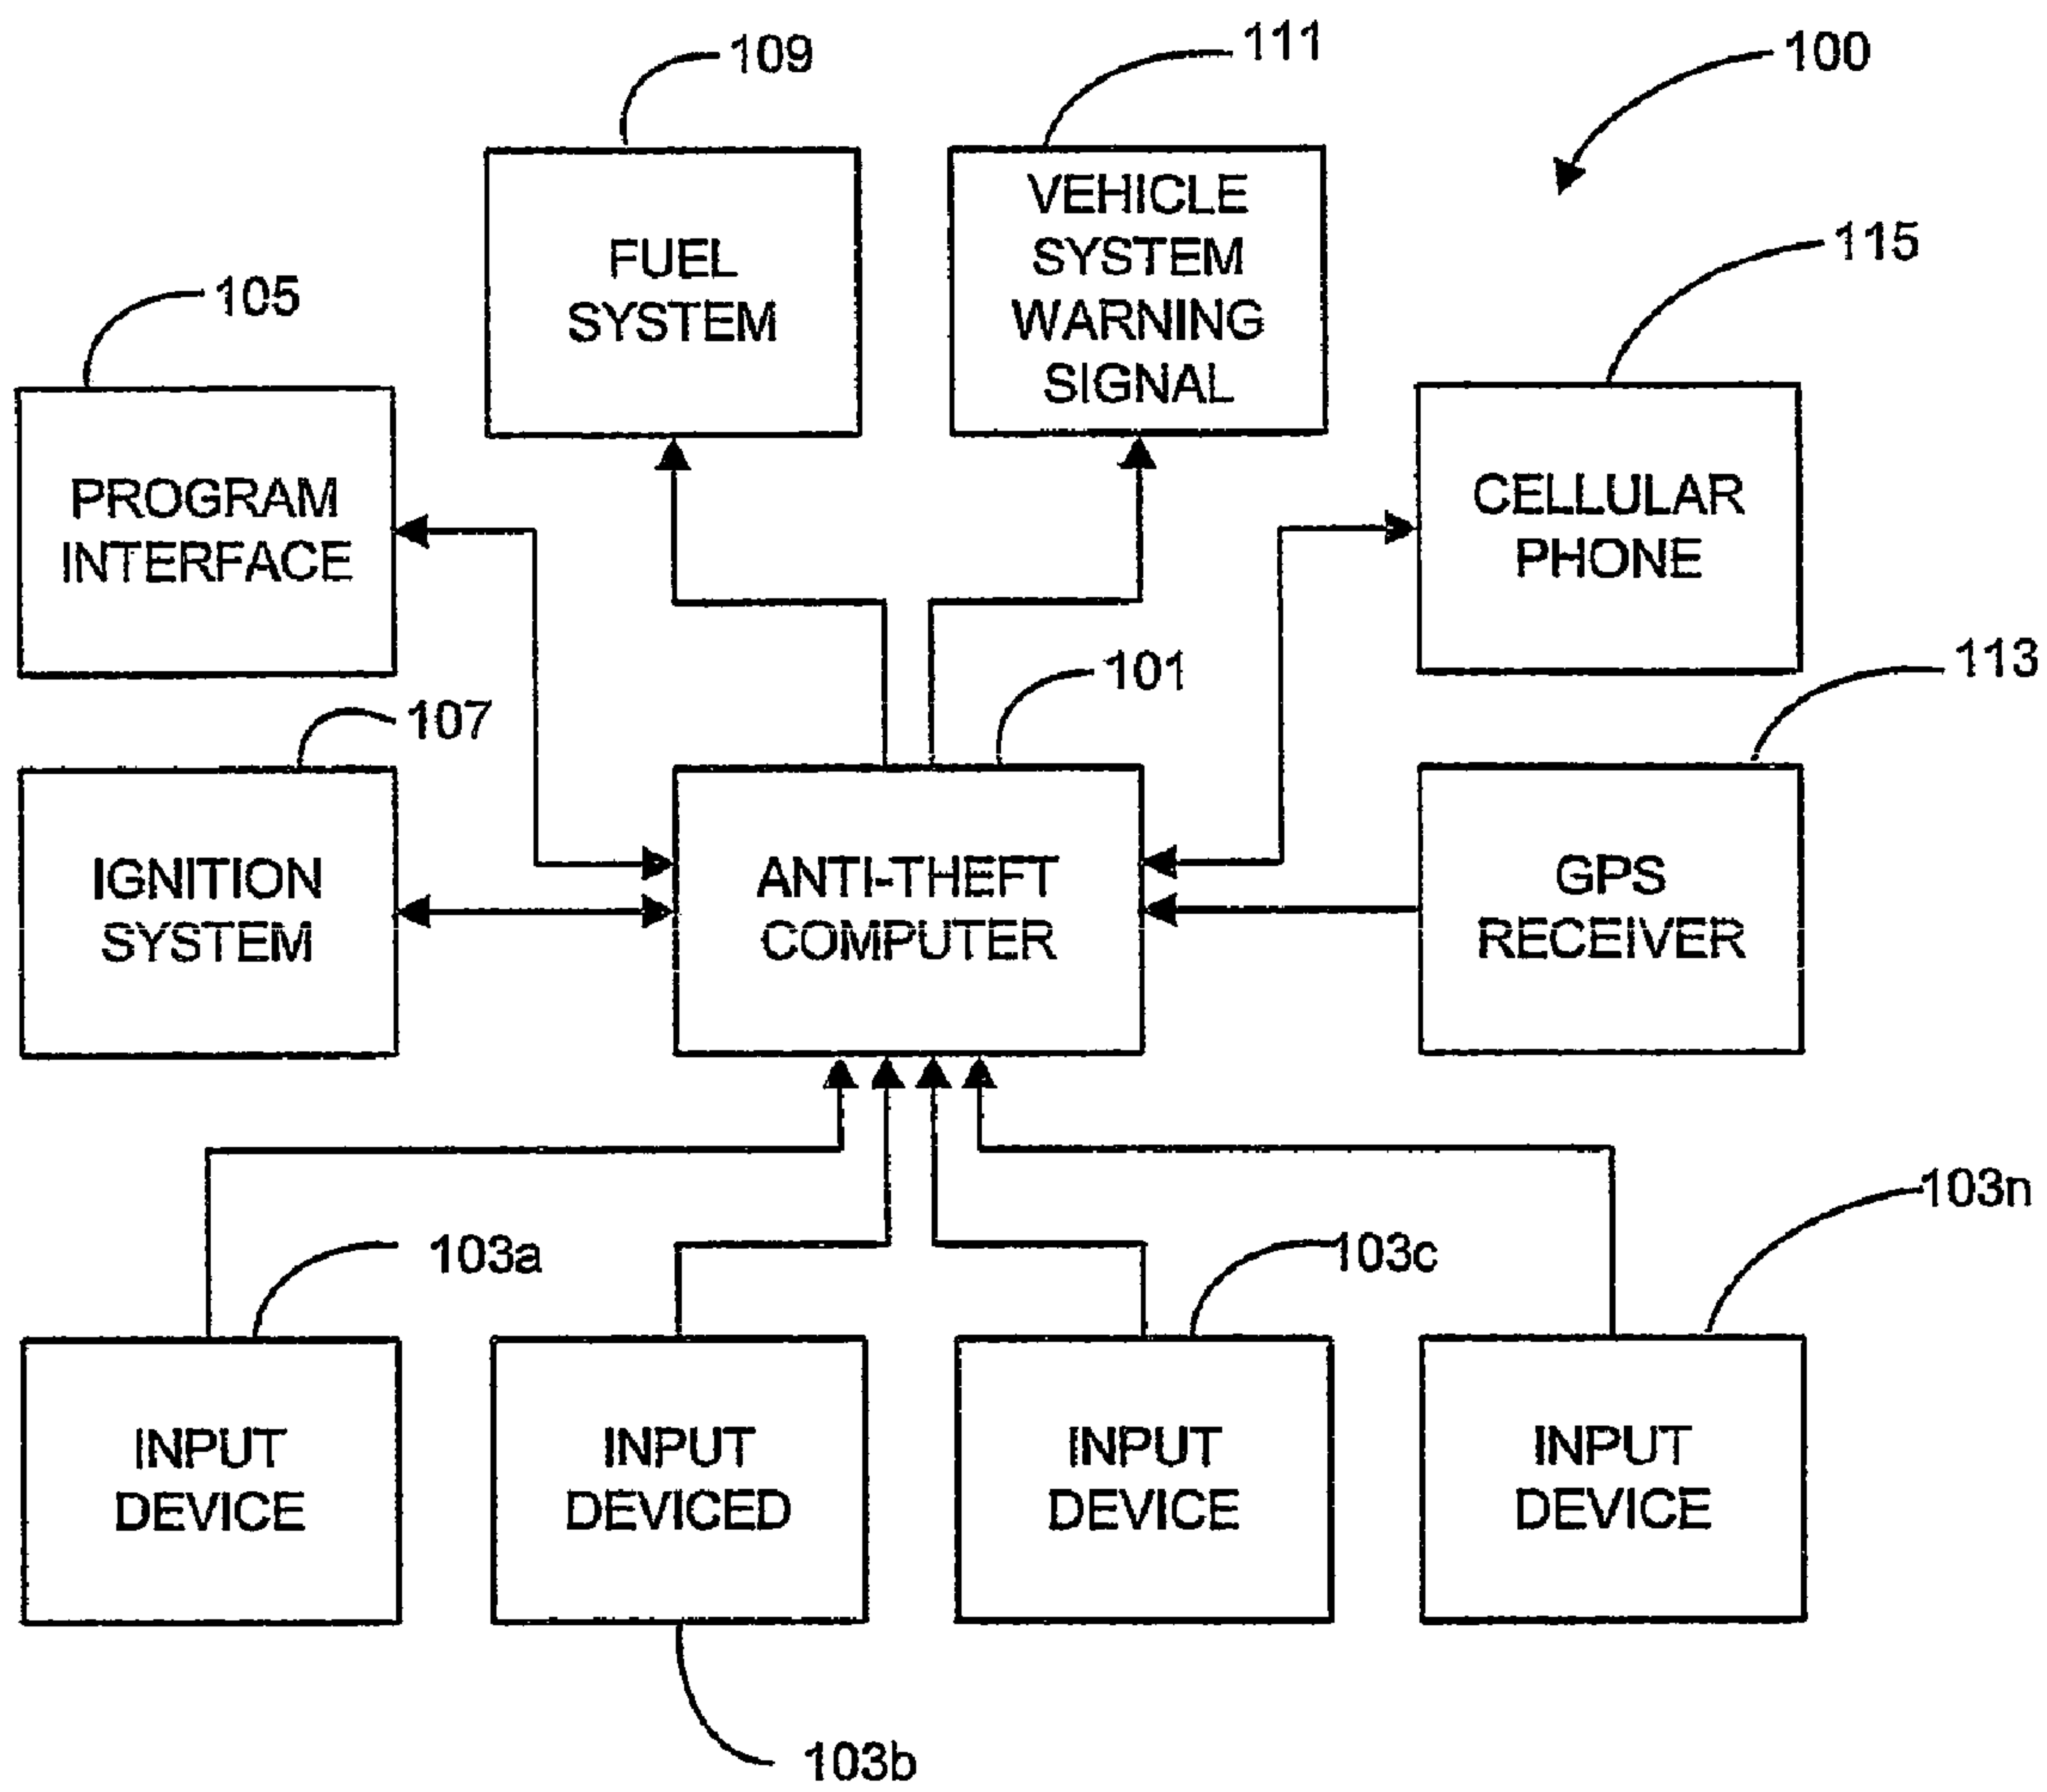 109
111
100
FUEL
SYSTEM
VEHICLE
SYSTEM
WARNING
SIGNAL
115
105
PROGRAM
INTERFACE
CELLULAR
PHONE
101
113
107
IGNITION
SYSTEM
ANTI-THEFT
COMPUTER
GPS
RECEIVER
103a
103c
103n
INPUT
DEVICE
INPUT
DEVICED
INPUT
DEVICE
INPUT
DEVICE
103b